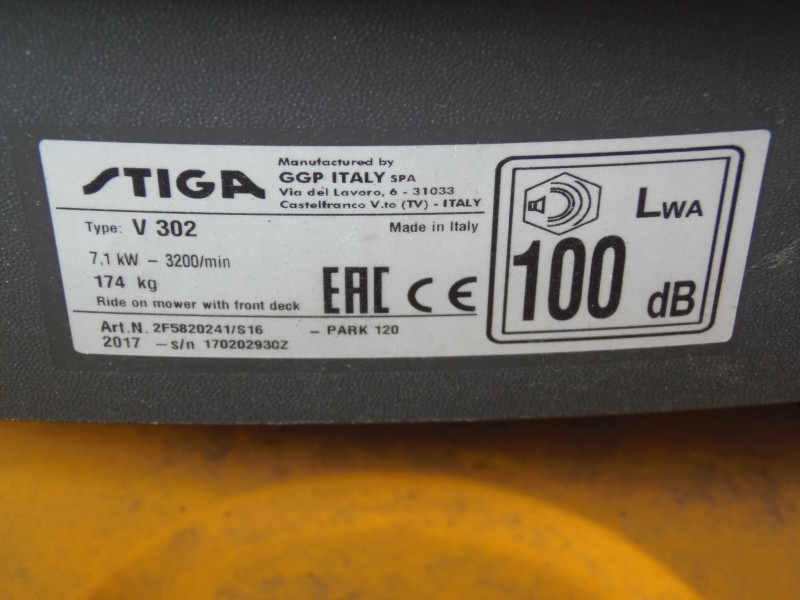 STIGA
Manufactured by
GGP ITALY SPA
Via del Lavoro, 6 - 31033
Castelfranco V.to (TV) - ITALY
Type: V 302
Made in Italy
7,1 kW – 3200/min
174 kg
Ride on mower with front deck
EAC CE
Art.N. 2F5820241/S16 – PARK 120
2017 – s/n 170202930Z
LWA
100 dB